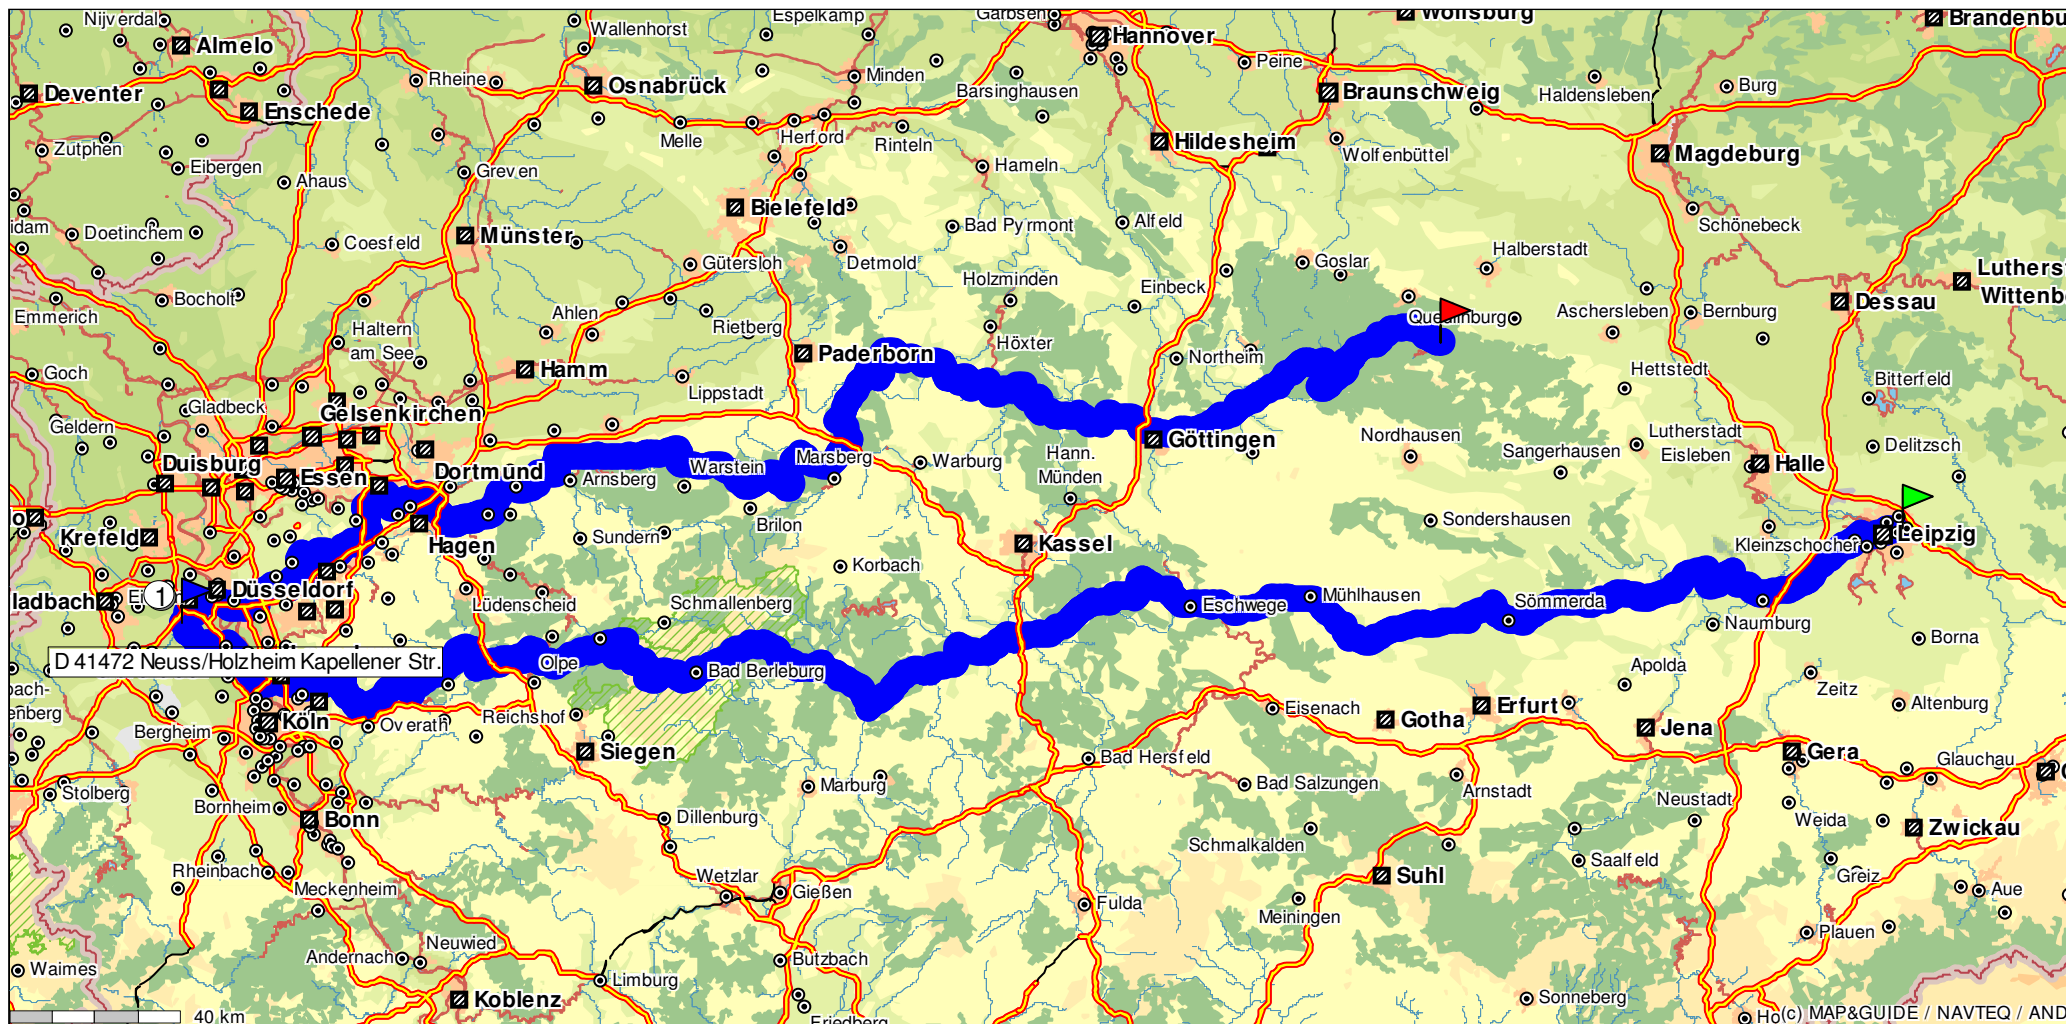 Nijverdal
Wallenhorst
Espelkamp
Garbsen
Wolfsburg
Brandenbu
Almelo
Hannover
Rheine
Osnabrück
Minden
Peine
Deventer
Barsinghausen
Braunschweig
Haldensleben
Burg
Enschede
Zutphen
Melle
Herford
Rinteln
Hildesheim
Wolfenbüttel
Magdeburg
Eibergen
Ahaus
Greven
Hameln
idam
Doetinchem
Coesfeld
Münster
Bielefeld
Bad Pyrmont
Alfeld
Schönebeck
Gütersloh
Detmold
Goslar
Halberstadt
Luthers
Wittenb
Bocholt
Holzminden
Einbeck
Dessau
Emmerich
Haltern
am See
Ahlen
Rietberg
Höxter
Quedlinburg
Aschersleben
Bernburg
Goch
Hamm
Paderborn
Northeim
Hettstedt
Bitterfeld
Lippstadt
Gladbeck
Gelsenkirchen
Geldern
Göttingen
Nordhausen
Lutherstadt
Eisleben
Delitzsch
Duisburg
Essen
Dortmund
Arnsberg
Warstein
Marsberg
Warburg
Hann.
Münden
Sangerhausen
Halle
o
Krefeld
Hagen
Sundern
Brilon
Kassel
Sondershausen
Kleinzschocher
Leipzig
Korbach
ladbach
1
Düsseldorf
Lüdenscheid
Schmallenberg
Eschwege
Mühlhausen
Sömmerda
Naumburg
Borna
D 41472 Neuss/Holzheim Kapellener Str.
Olpe
Bad Berleburg
Apolda
Zeitz
bach-
enberg
Bergheim
Köln
Overath
Reichshof
Siegen
Eisenach
Gotha
Erfurt
Jena
Altenburg
Gera
Glauchau
Stolberg
Bornheim
Bonn
Marburg
Bad Hersfeld
Bad Salzungen
Arnstadt
Neustadt
Weida
Zwickau
Dillenburg
Schmalkalden
Saalfeld
Greiz
Aue
Rheinbach
Meckenheim
Wetzlar
Gießen
Fulda
Suhl
Meiningen
Plauen
Waimes
Andernach
Neuwied
Koblenz
Limburg
Butzbach
Friedberg
Sonneberg
Ho
40 km
(c) MAP&GUIDE / NAVTEQ / AND